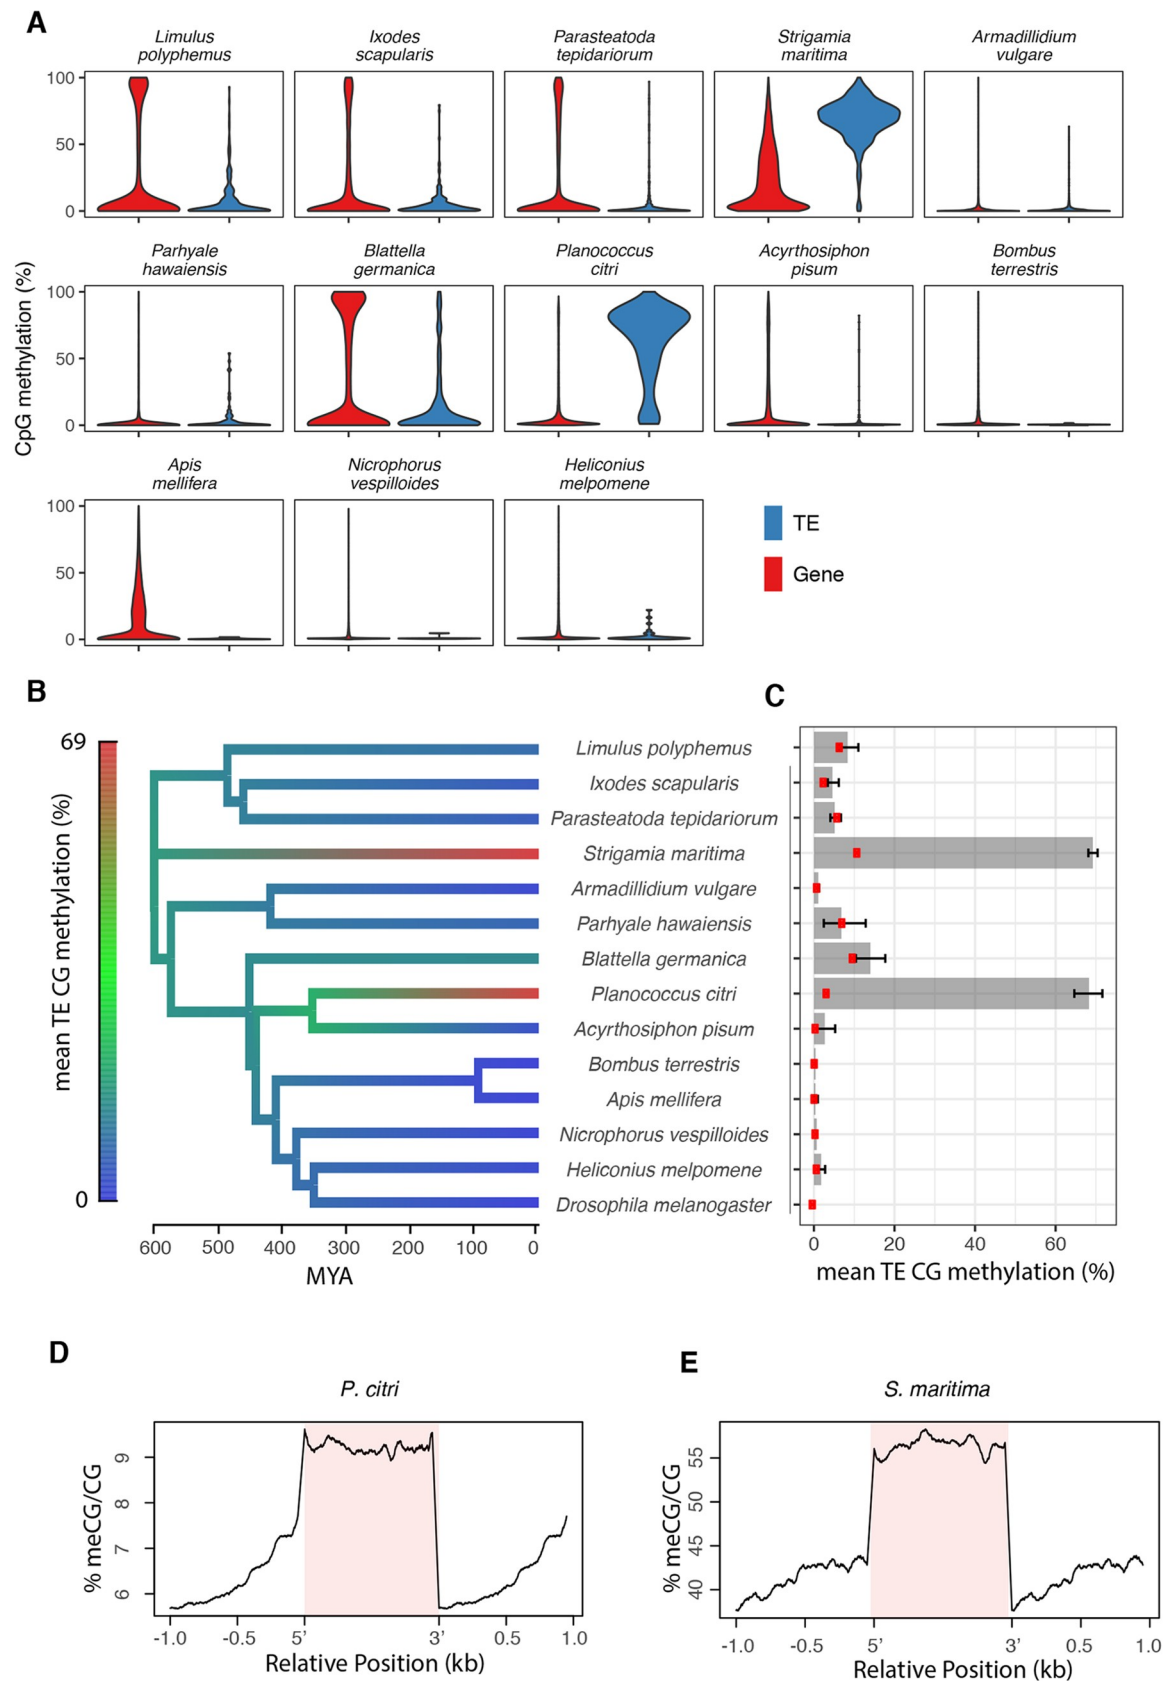 A
Limulus polyphemus
Ixodes scapularis
Parasteatoda tepidariorum
Strigamia maritima
Armadillidium vulgare
100
50
0
Parhyale hawaiensis
Blattella germanica
Planococcus citri
Acyrthosiphon pisum
Bombus terrestris
CpG methylation (%)
100
50
0
Apis mellifera
Nicrophorus vespilloides
Heliconius melpomene
100
50
0
TE
Gene
B
69
mean TE CG methylation (%)
0
Limulus polyphemus
Ixodes scapularis
Parasteatoda tepidariorum
Strigamia maritima
Armadillidium vulgare
Parhyale hawaiensis
Blattella germanica
Planococcus citri
Acyrthosiphon pisum
Bombus terrestris
Apis mellifera
Nicrophorus vespilloides
Heliconius melpomene
Drosophila melanogaster
600 500 400 300 200 100 0
MYA
C
0 20 40 60
mean TE CG methylation (%)
D
P. citri
% meCG/CG
9
8
7
6
-1.0 -0.5 5' 3' 0.5 1.0
Relative Position (kb)
E
S. maritima
% meCG/CG
55
50
45
40
-1.0 -0.5 5' 3' 0.5 1.0
Relative Position (kb)